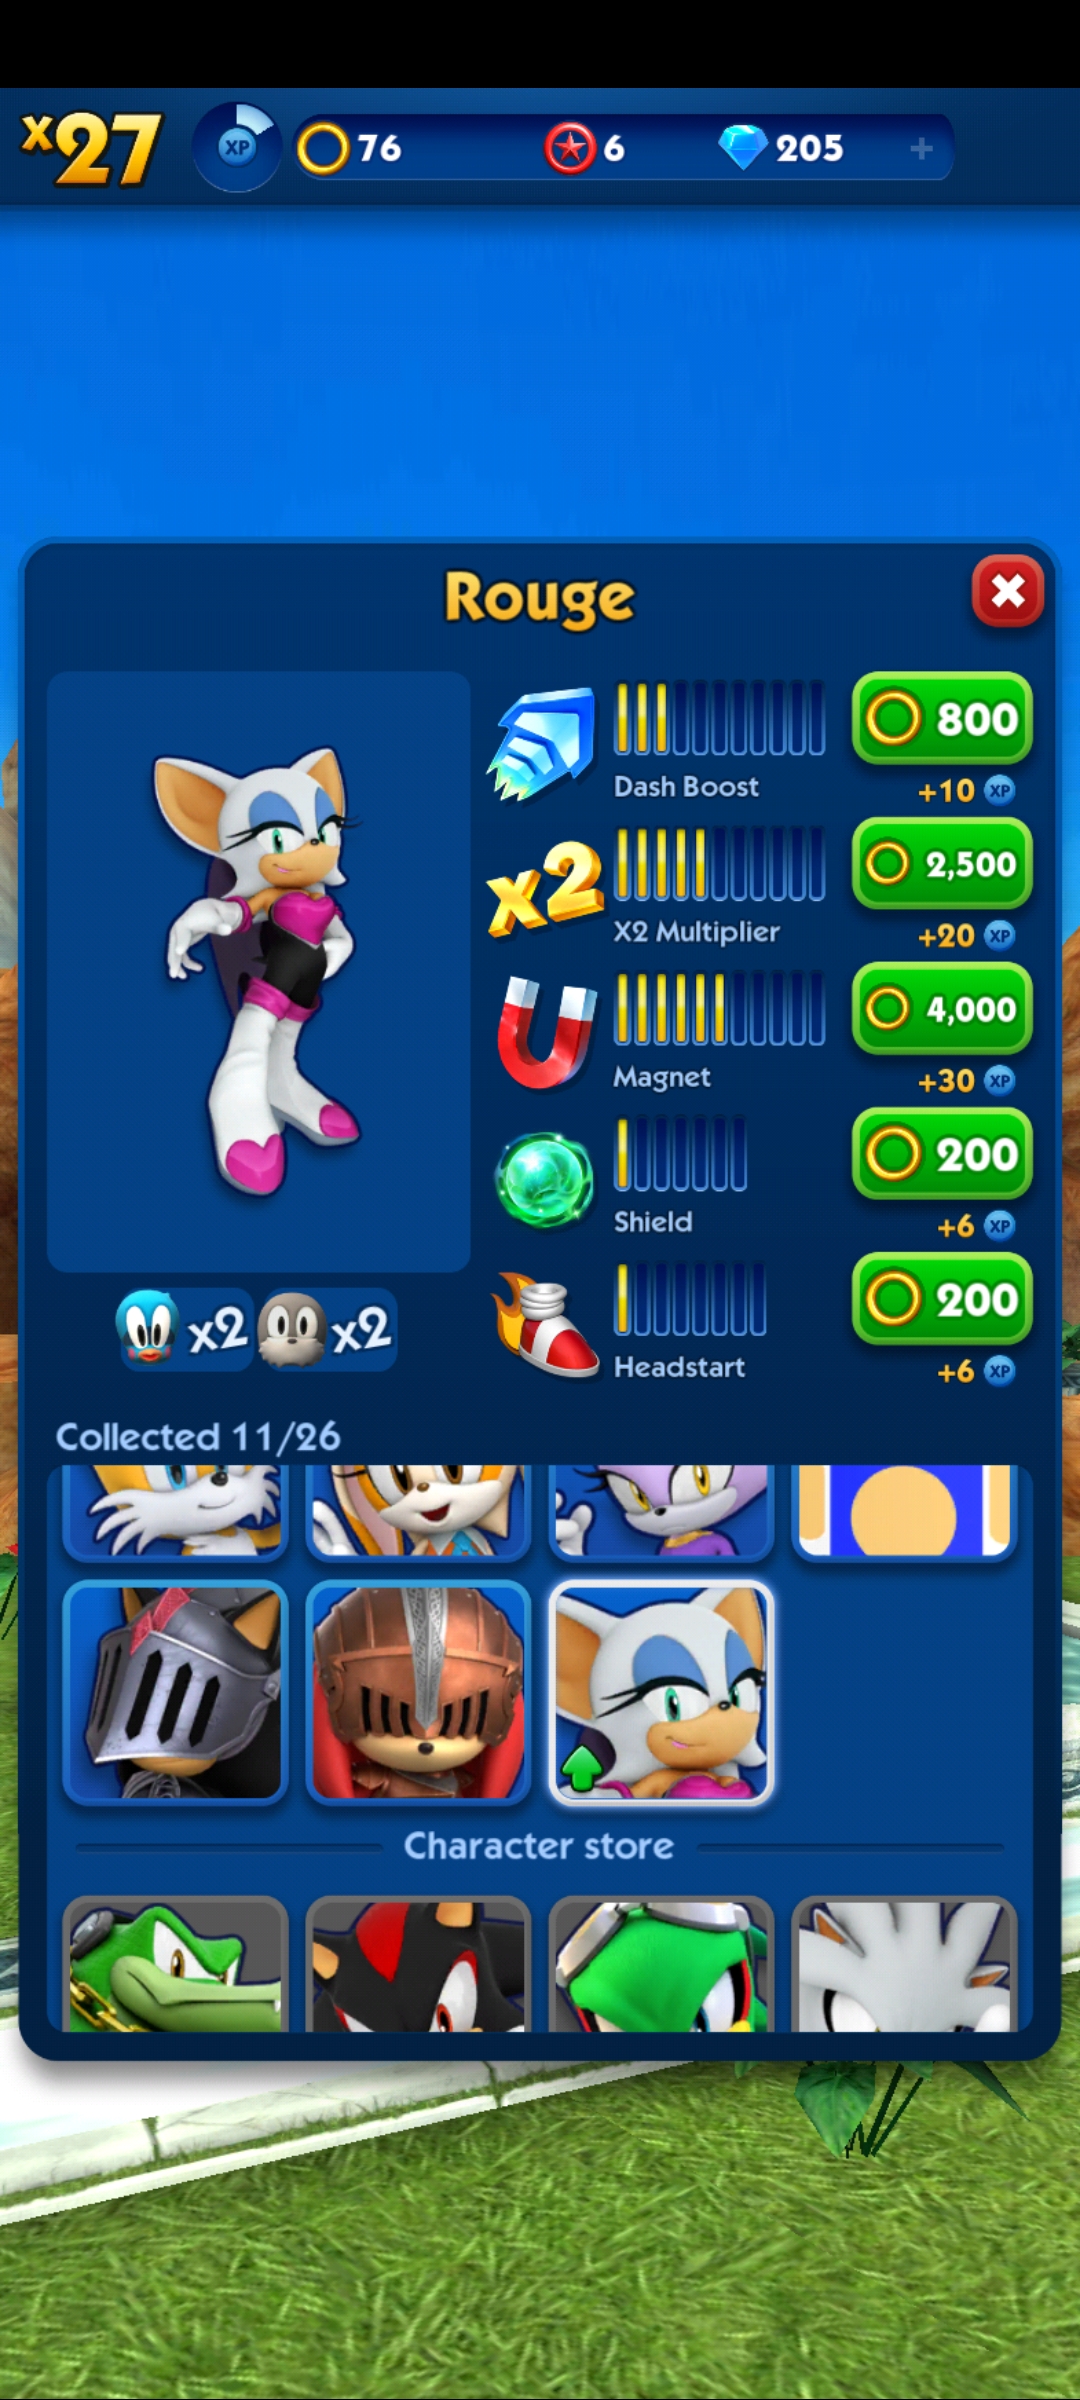 x27
XP
76
6
205
+
Rouge
800
Dash Boost
+10 XP
x2
2,500
X2 Multiplier
+20 XP
4,000
Magnet
+30 XP
200
Shield
+6 XP
x2
x2
200
Headstart
+6 XP
Collected 11/26
Character store